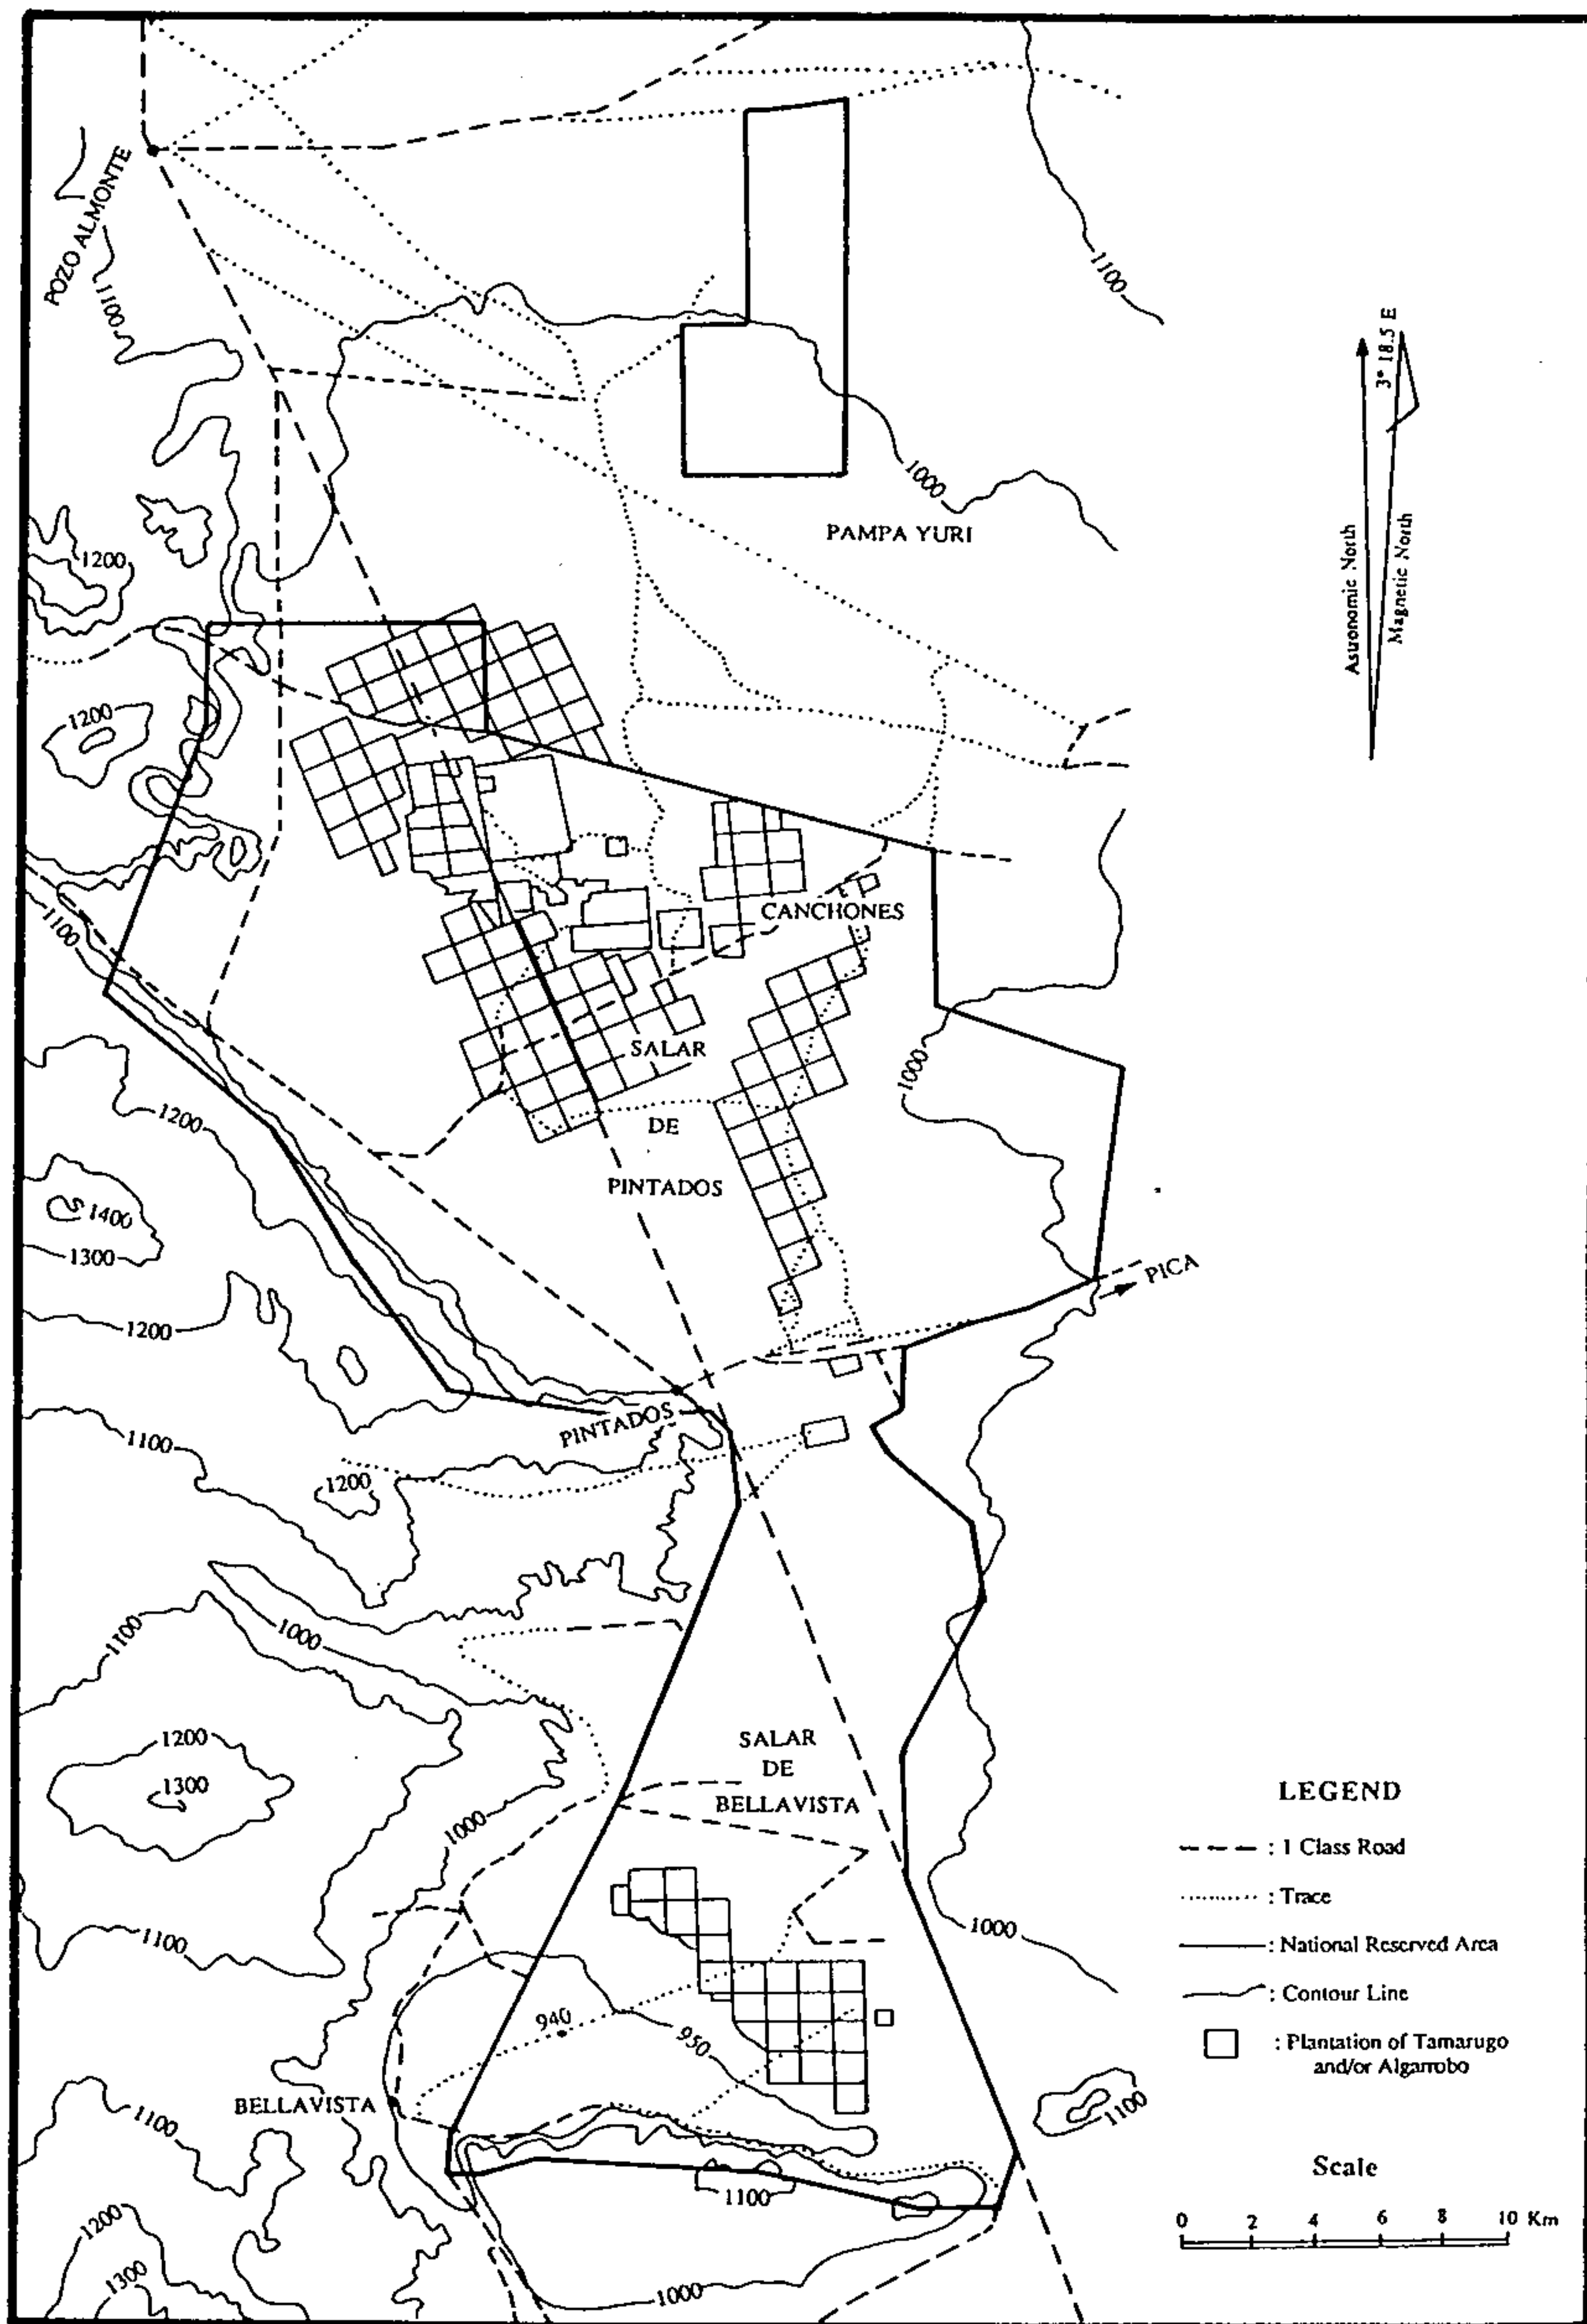 POZO ALMONTE
1100
1100
3° 18.5 E
Astronomic North
Magnetic North
1000
PAMPA YURI
1200
1200
1100
CANCHONES
SALAR
1000
DE
1200
PINTADOS
1400
1300
PICA
1200
PINTADOS
1100
1200
1100
1000
1200
1300
SALAR
DE
BELLAVISTA
1000
1100
1000
940
950
BELLAVISTA
1100
1100
1100
1200
1300
1000
LEGEND
: 1 Class Road
: Trace
: National Reserved Area
: Contour Line
: Plantation of Tamarugo
and/or Algarrobo
Scale
0 2 4 6 8 10 Km